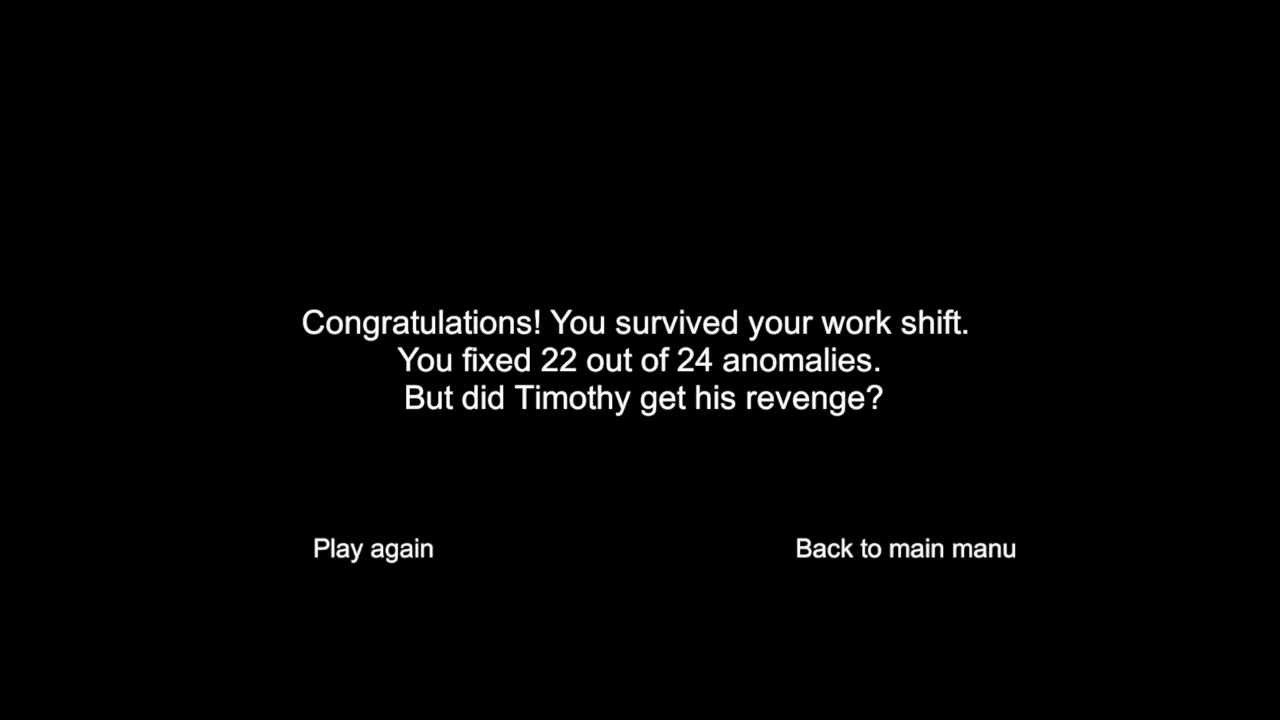 Congratulations! You survived your work shift.
You fixed 22 out of 24 anomalies.
But did Timothy get his revenge?
Play again
Back to main manu